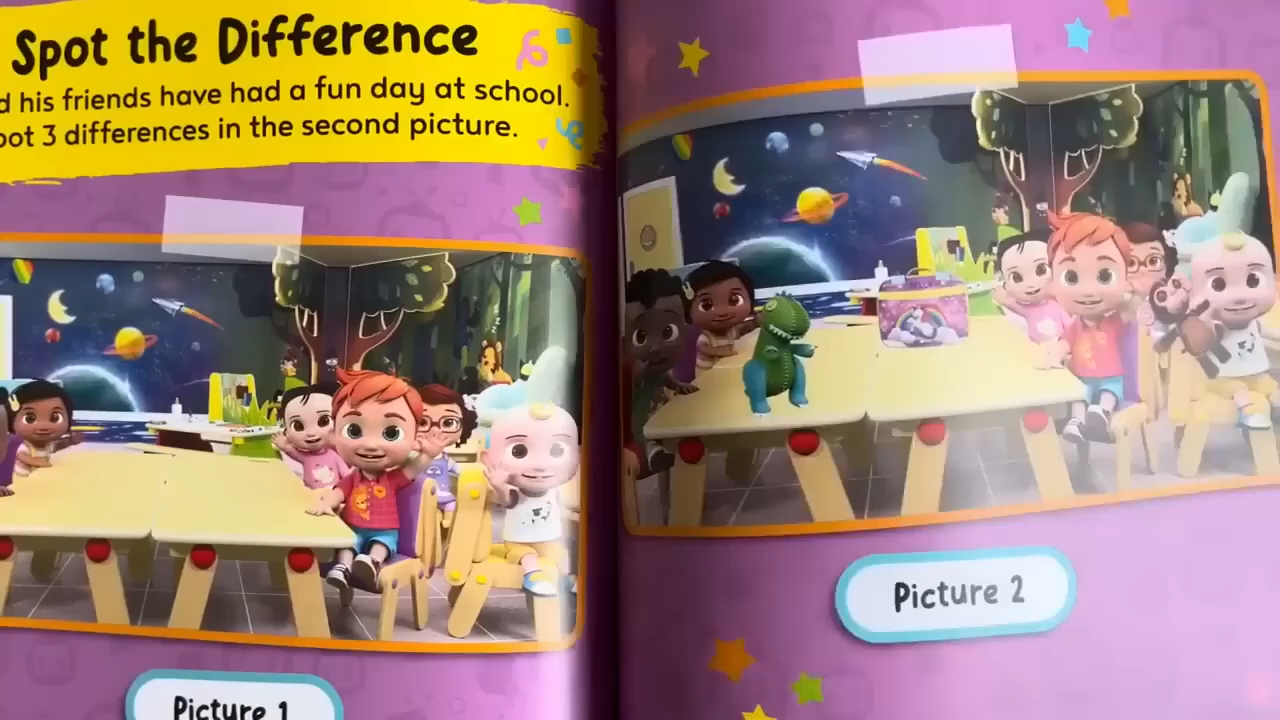 Spot the Difference
his friends have had a fun day at school.
3 differences in the second picture.
Picture 1
Picture 2